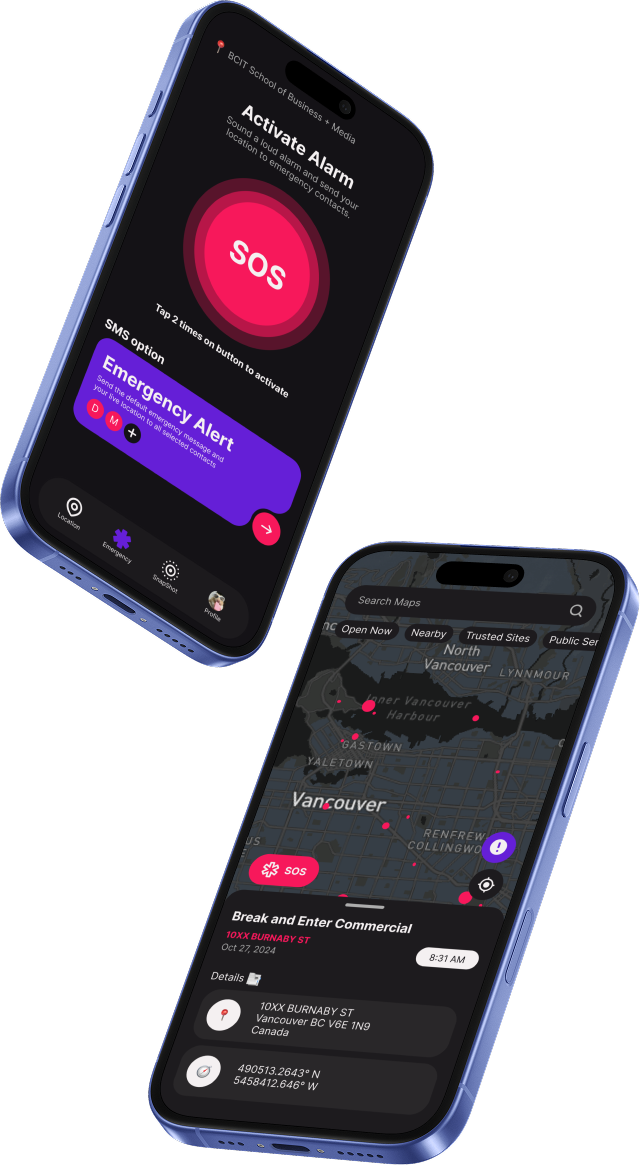 BCIT School of Business + Media
Activate Alarm
Sound a loud alarm and send your
location to emergency contacts.
SOS
Tap 2 times on button to activate
SMS option
Emergency Alert
Send the default emergency message and
your live location to all selected contacts
D M +
Location Emergency SnapShot Profile
Search Maps
Open Now Nearby Trusted Sites Public Ser
North
Vancouver
LYNNMOUR
Inner Vancouver
Harbour
GASTOWN
YALETOWN
Vancouver
RENFREW-
COLLINGWO
US
SOS
Break and Enter Commercial
10XX BURNABY ST
Oct 27, 2024
8:31 AM
Details
10XX BURNABY ST
Vancouver BC V6E 1N9
Canada
490513.2643° N
5458412.646° W